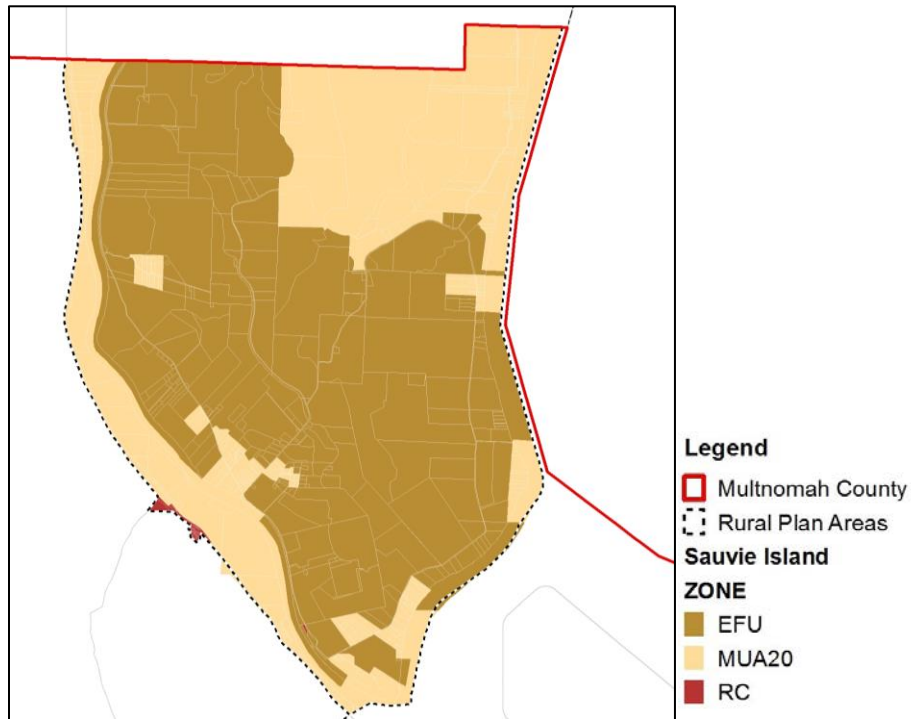 Legend
Multnomah County
Rural Plan Areas
Sauvie Island
ZONE
EFU
MUA20
RC